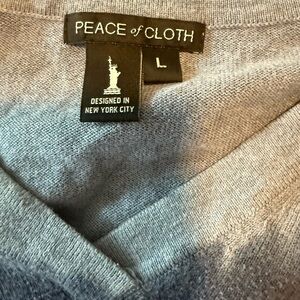 PEACE of CLOTH
L
DESIGNED IN
NEW YORK CITY